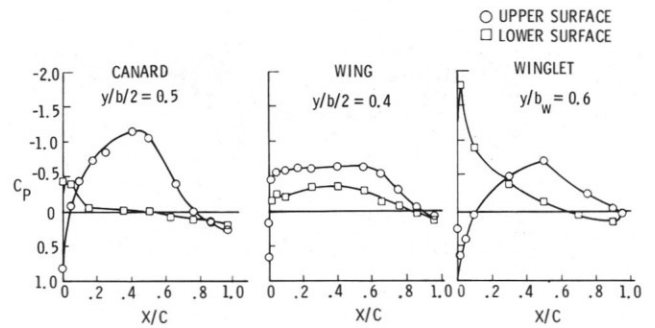 ○ UPPER SURFACE
□ LOWER SURFACE
CANARD
y/b/2 = 0.5
WING
y/b/2 = 0.4
WINGLET
y/b_w = 0.6
C_P
-2.0
-1.5
-1.0
-0.5
0
0.5
1.0
0 .2 .4 .6 .8 1.0
X/C
0 .2 .4 .6 .8 1.0
X/C
0 .2 .4 .6 .8 1.0
X/C